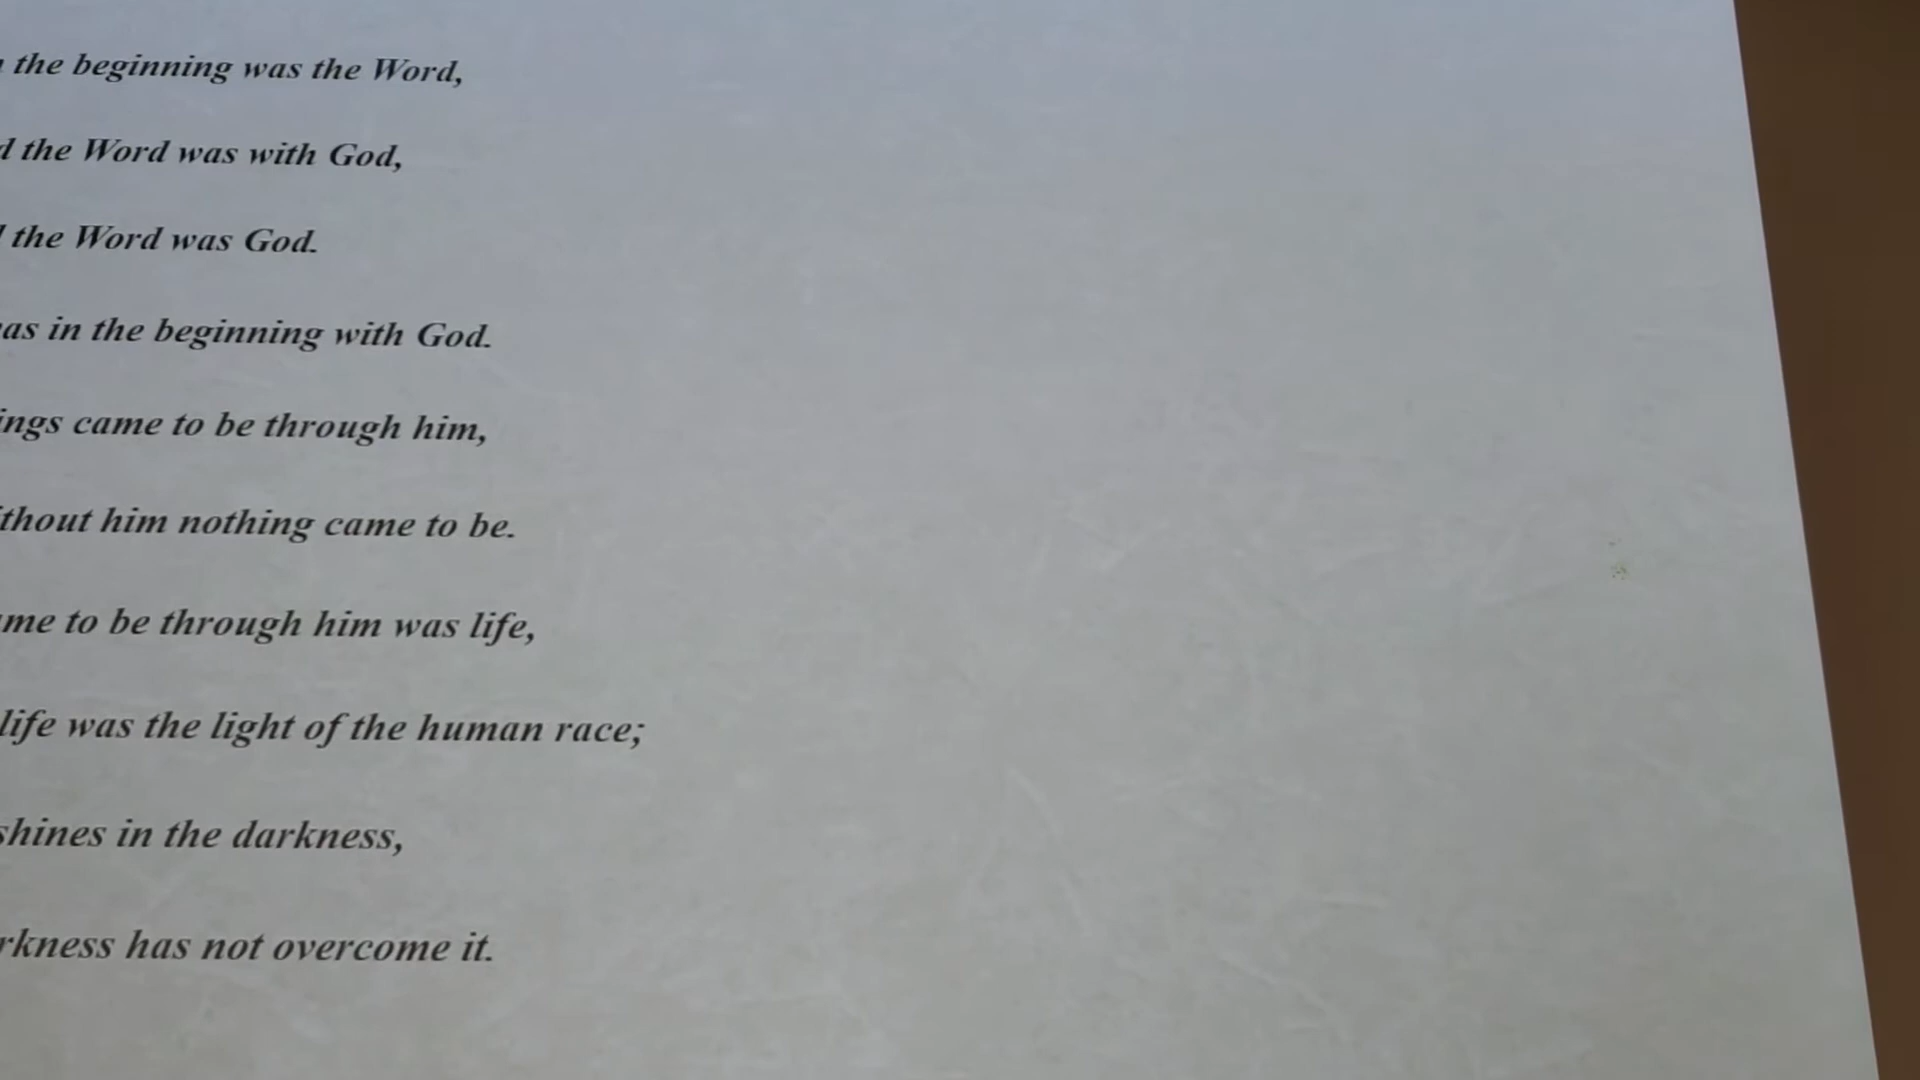 the beginning was the Word,
the Word was with God,
the Word was God.
in the beginning with God.
came to be through him,
him nothing came to be.
to be through him was life,
life was the light of the human race;
shines in the darkness,
has not overcome it.